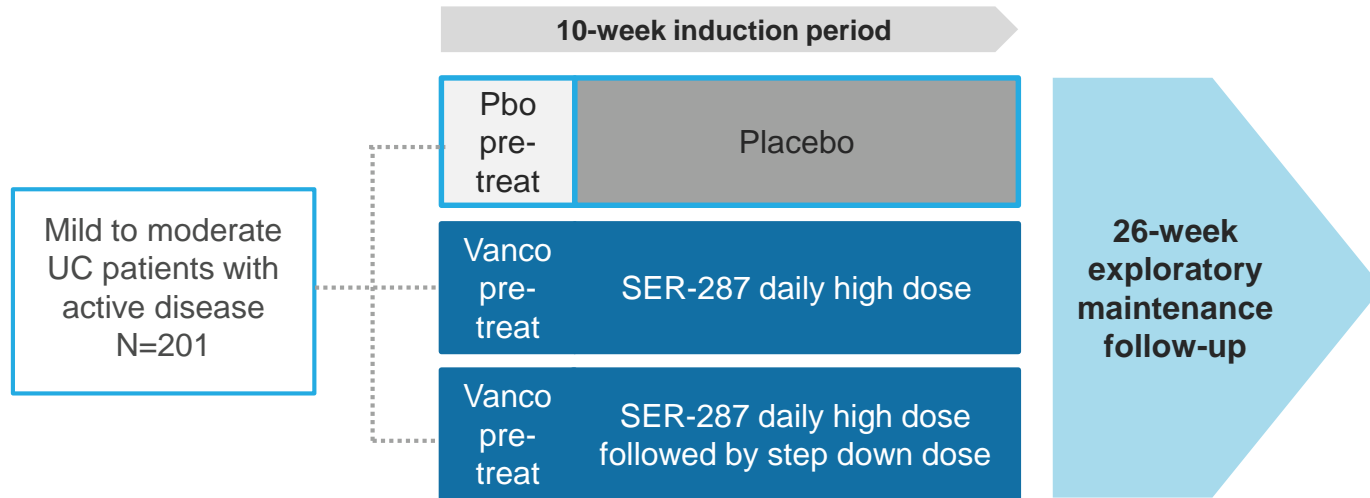 10-week induction period
Pbo
pre-
treat
Placebo
Mild to moderate
UC patients with
active disease
N=201
Vanco
pre-
treat
SER-287 daily high dose
Vanco
pre-
treat
SER-287 daily high dose
followed by step down dose
26-week
exploratory
maintenance
follow-up